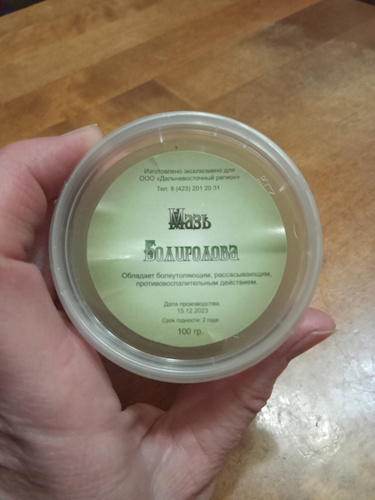 Изготовлено эксклюзивно для
ООО «Дальневосточный регион»
Тел: 8 (423) 201 20 31
Мазь
Болиголова
Обладает болеутоляющим, рассасывающим,
противовоспалительным действием.
Дата производства:
15.12.2023
Срок годности: 2 года
100 гр.